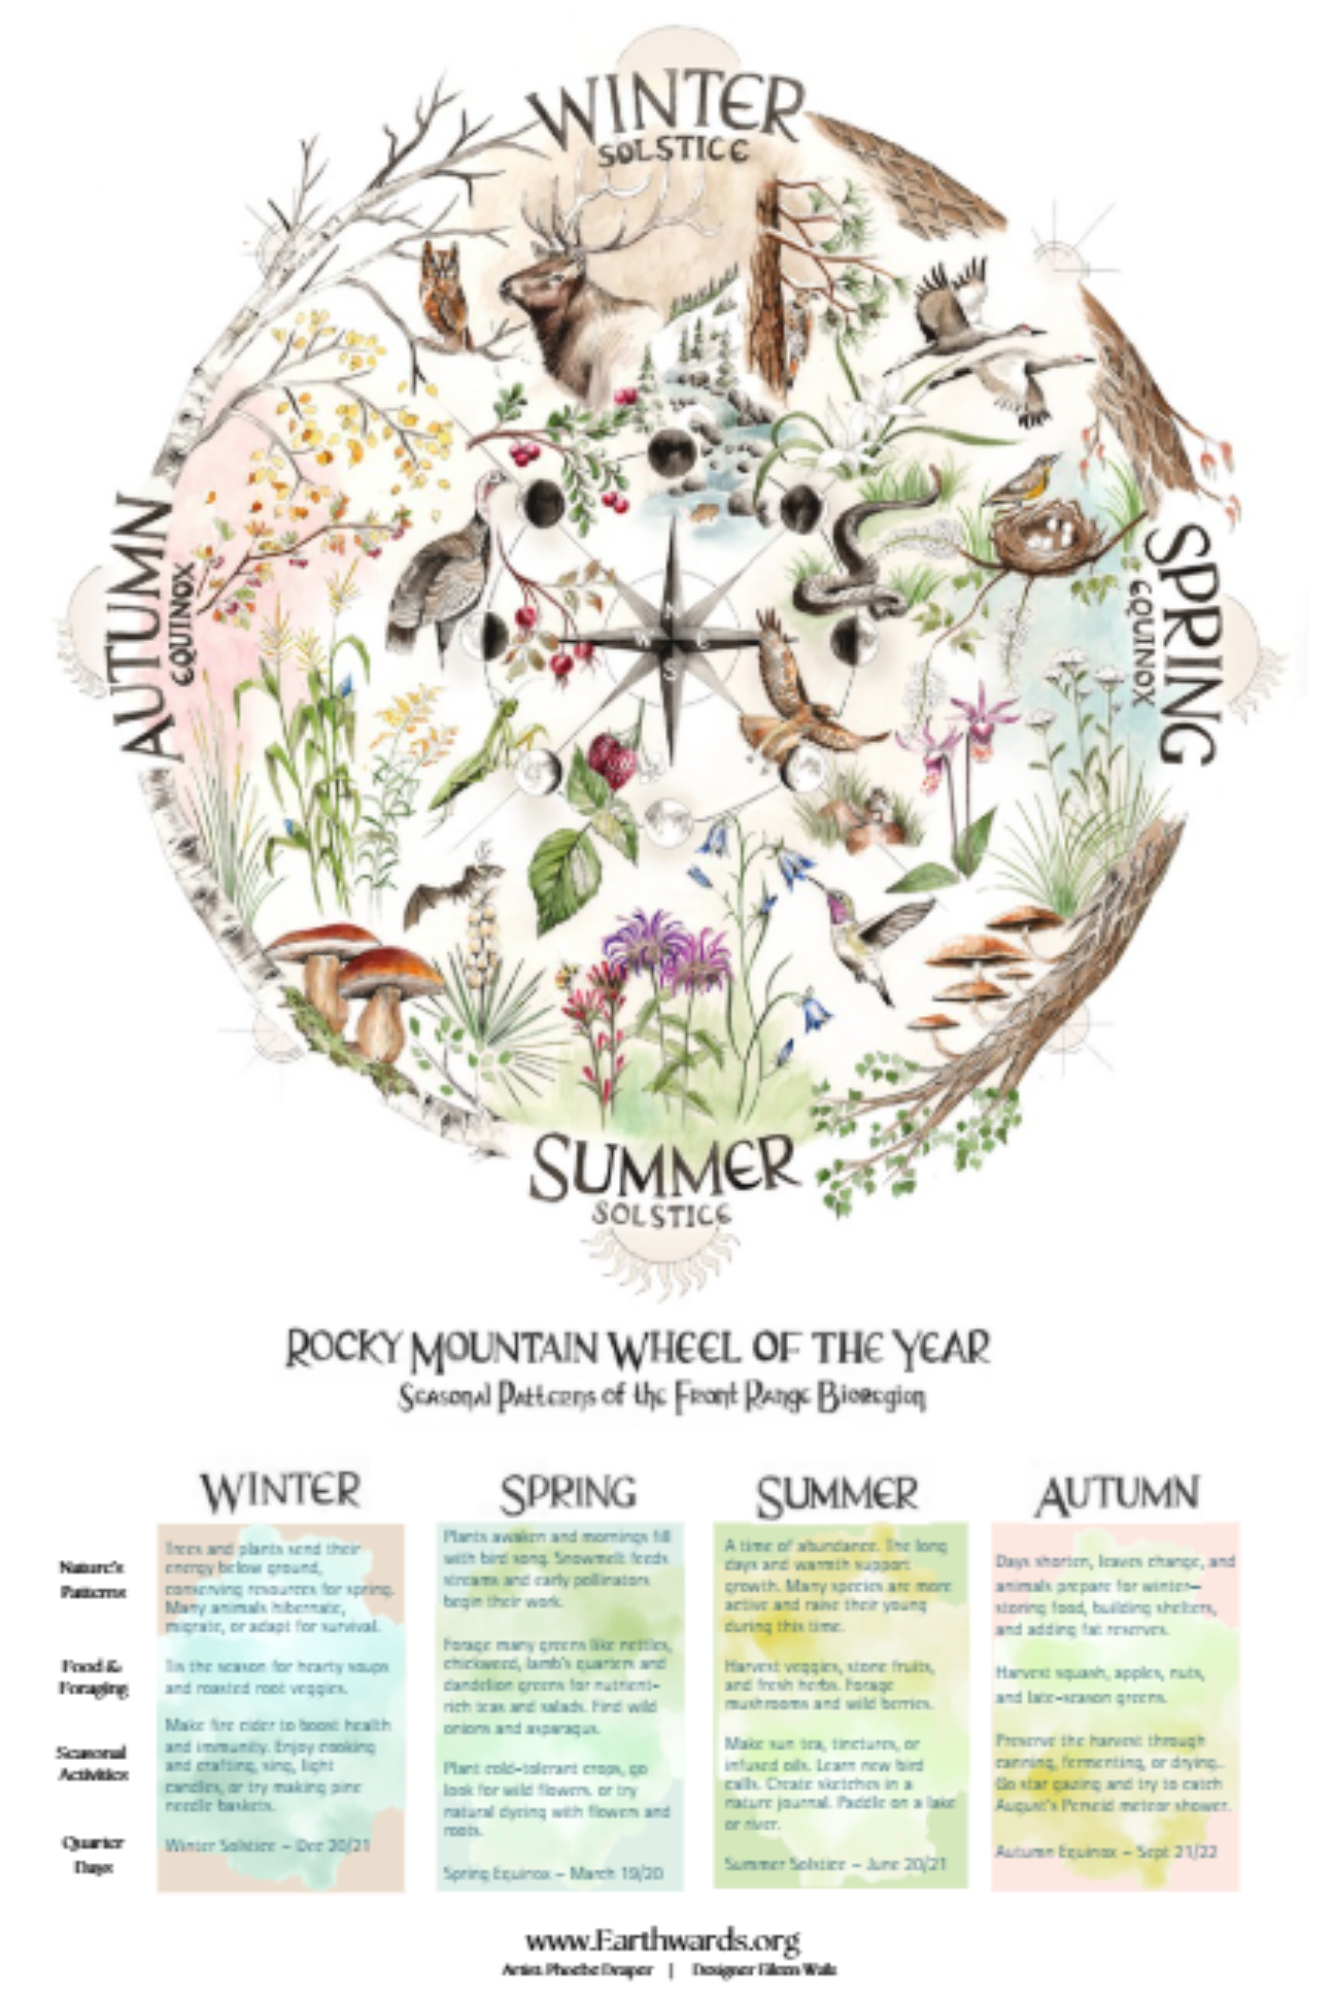 WINTER
SOLSTICE
AUTUMN
EQUINOX
SPRING
EQUINOX
N
W E
S
SUMMER
SOLSTICE
ROCKY MOUNTAIN WHEEL OF THE YEAR
Seasonal Patterns of the Front Range Bioregion
WINTER
Nature's
Patterns
Trees and plants send their
energy below ground,
conserving resources for spring.
Many animals hibernate,
migrate, or adapt for survival.
Food &
Foraging
Tis the season for hearty soups
and roasted root veggies.
Seasonal
Activities
Make fire cider to boost health
and immunity. Enjoy cooking
and crafting, sing, light
candles, or try making pine
needle baskets.
Quarter
Days
Winter Solstice – Dec 20/21
SPRING
Plants awaken and mornings fill
with bird song. Snowmelt feeds
streams and early pollinators
begin their work.
Forage many greens like nettles,
chickweed, lamb's quarters and
dandelion greens for nutrient-
rich teas and salads. Find wild
onions and asparagus.
Plant cold-tolerant crops, go
look for wild flowers, or try
natural dyeing with flowers and
roots.
Spring Equinox – March 19/20
SUMMER
A time of abundance. The long
days and warmth support
growth. Many species are more
active and raise their young
during this time.
Harvest veggies, stone fruits,
and fresh herbs. Forage
mushrooms and wild berries.
Make sun tea, tinctures, or
infused oils. Learn new bird
calls. Create sketches in a
nature journal. Paddle on a lake
or river.
Summer Solstice – June 20/21
AUTUMN
Days shorten, leaves change, and
animals prepare for winter—
storing food, building shelters,
and adding fat reserves.
Harvest squash, apples, nuts,
and late-season greens.
Preserve the harvest through
canning, fermenting, or drying..
Go star gazing and try to catch
August's Perseid meteor shower.
Autumn Equinox – Sept 21/22
www.Earthwards.org
Artist: Phoebe Draper | Designer Eileen